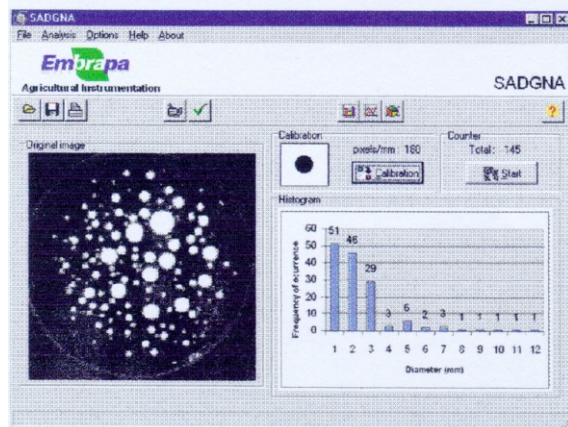 SADGNA
File Analysis Options Help About
Embrapa
Agricultural Instrumentation
SADGNA
?
Original image
Calibration
pixels/mm : 180
Calibration
Counter
Total : 145
Start
Histogram
Frequency of ocurrence
60
50
40
30
20
10
0
51
46
29
3
6
2
3
1
1
1
1
1
1 2 3 4 5 6 7 8 9 10 11 12
Diameter (mm)